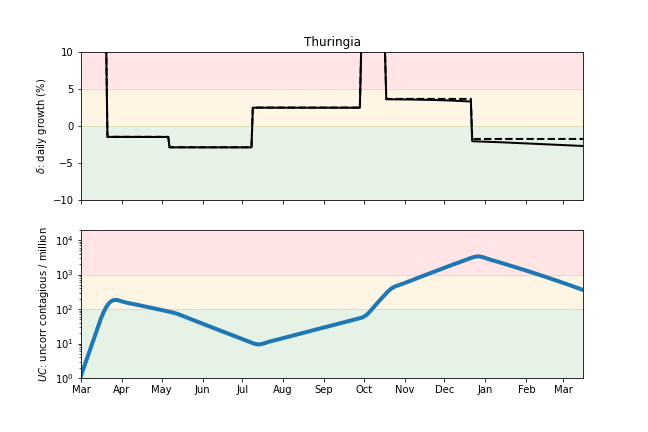 Thuringia
δ: daily growth (%)
10
5
0
−5
−10
UC: uncorr contagious / million
10⁴
10³
10²
10¹
10⁰
Mar Apr May Jun Jul Aug Sep Oct Nov Dec Jan Feb Mar